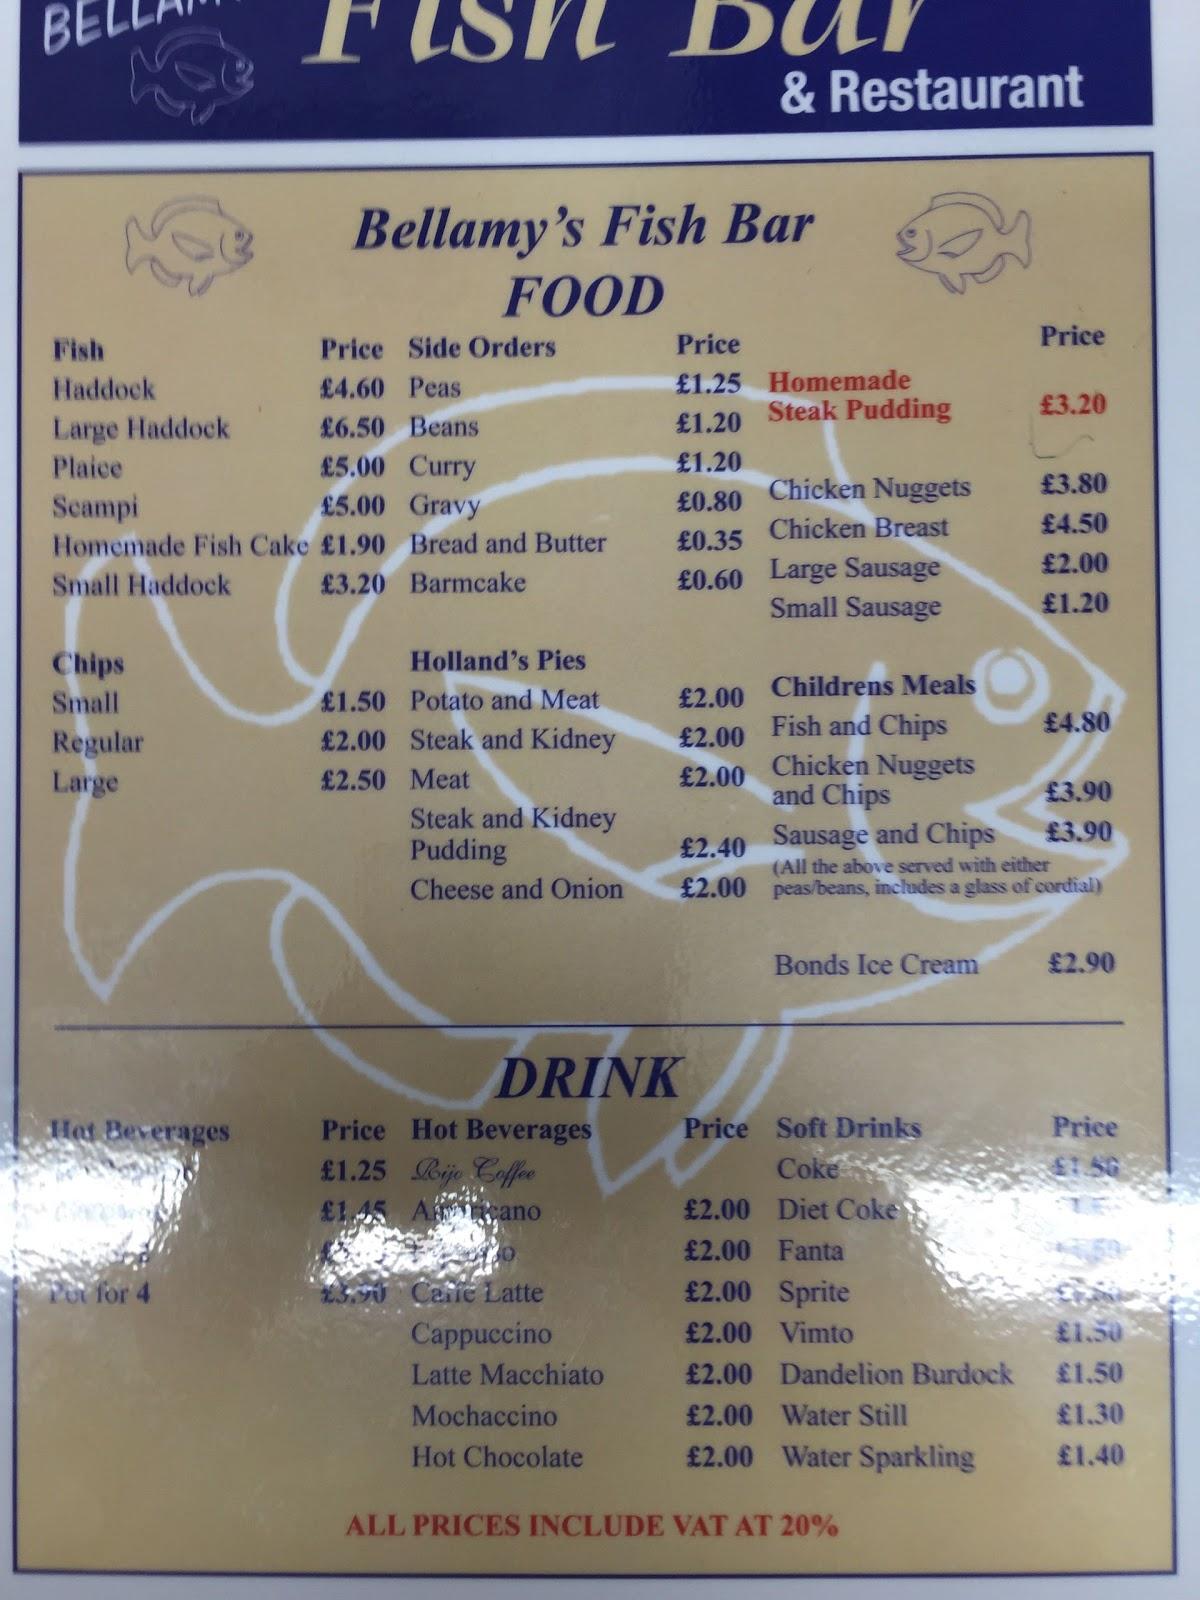 Fish Bar
& Restaurant
Bellamy's Fish Bar
FOOD
Fish Price
Haddock £4.60
Large Haddock £6.50
Plaice £5.00
Scampi £5.00
Homemade Fish Cake £1.90
Small Haddock £3.20
Chips
Small £1.50
Regular £2.00
Large £2.50
Side Orders Price
Peas £1.25
Beans £1.20
Curry £1.20
Gravy £0.80
Bread and Butter £0.35
Barmcake £0.60
Holland's Pies
Potato and Meat £2.00
Steak and Kidney £2.00
Meat £2.00
Steak and Kidney
Pudding £2.40
Cheese and Onion £2.00
Price
Homemade
Steak Pudding £3.20
Chicken Nuggets £3.80
Chicken Breast £4.50
Large Sausage £2.00
Small Sausage £1.20
Childrens Meals
Fish and Chips £4.80
Chicken Nuggets
and Chips £3.90
Sausage and Chips £3.90
(All the above served with either
peas/beans, includes a glass of cordial)
Bonds Ice Cream £2.90
DRINK
Hot Beverages Price
£1.25
£1.45
Pot for 4 £3.90
Hot Beverages Price
Rijo Coffee
Americano £2.00
£2.00
Caffe Latte £2.00
Cappuccino £2.00
Latte Macchiato £2.00
Mochaccino £2.00
Hot Chocolate £2.00
Soft Drinks Price
Coke £1.50
Diet Coke
Fanta
Sprite
Vimto £1.50
Dandelion Burdock £1.50
Water Still £1.30
Water Sparkling £1.40
ALL PRICES INCLUDE VAT AT 20%